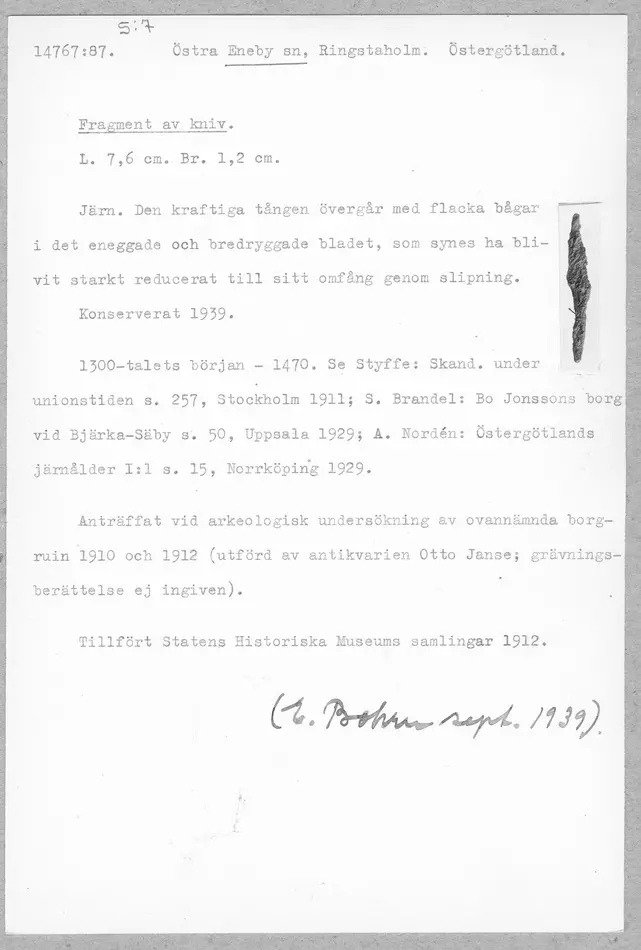 5:7
14767:87. Östra Eneby sn, Ringstaholm. Östergötland.
Fragment av kniv.
L. 7,6 cm. Br. 1,2 cm.
Järn. Den kraftiga tången övergår med flacka bågar
i det eneggade och bredryggade bladet, som synes ha bli-
vit starkt reducerat till sitt omfång genom slipning.
Konserverat 1939.
1300-talets början - 1470. Se Styffe: Skand. under
unionstiden s. 257, Stockholm 1911; S. Brandel: Bo Jonssons borg
vid Bjärka-Säby s. 50, Uppsala 1929; A. Nordén: Östergötlands
järnålder I:1 s. 15, Norrköping 1929.
Anträffat vid arkeologisk undersökning av ovannämnda borg-
ruin 1910 och 1912 (utförd av antikvarien Otto Janse; grävnings-
berättelse ej ingiven).
Tillfört Statens Historiska Museums samlingar 1912.
(E. Bohrn sept. 1939).